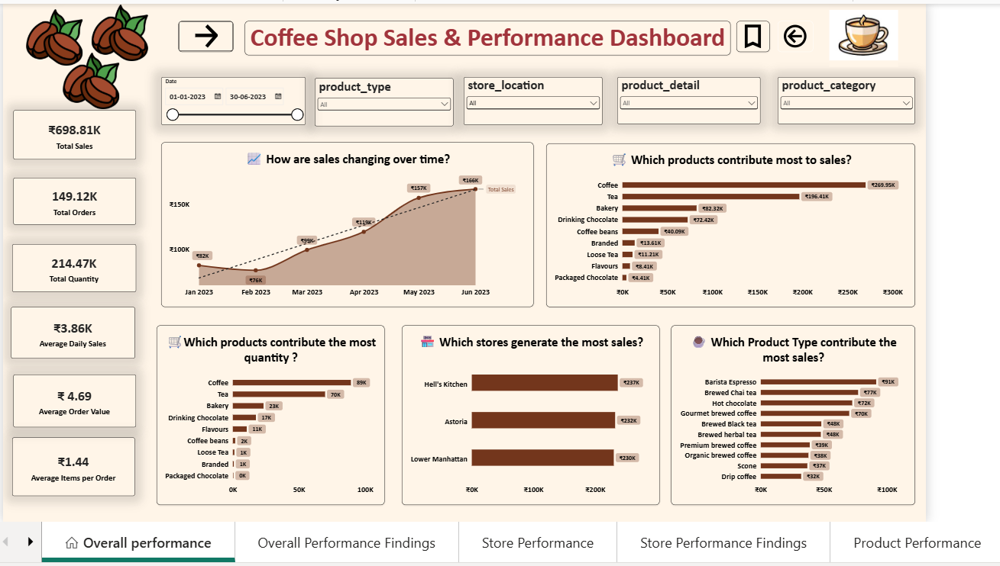 Coffee Shop Sales & Performance Dashboard
Date
01-01-2023 30-06-2023
product_type
All
store_location
All
product_detail
All
product_category
All
₹698.81K
Total Sales
149.12K
Total Orders
214.47K
Total Quantity
₹3.86K
Average Daily Sales
₹ 4.69
Average Order Value
₹1.44
Average Items per Order
How are sales changing over time?
₹150K
₹100K
₹82K
₹76K
₹99K
₹119K
₹157K
₹166K
Total Sales
Jan 2023 Feb 2023 Mar 2023 Apr 2023 May 2023 Jun 2023
Which products contribute most to sales?
Coffee ₹269.95K
Tea ₹196.41K
Bakery ₹82.32K
Drinking Chocolate ₹72.42K
Coffee beans ₹40.09K
Branded ₹13.61K
Loose Tea ₹11.21K
Flavours ₹8.41K
Packaged Chocolate ₹4.41K
₹0K ₹50K ₹100K ₹150K ₹200K ₹250K ₹300K
Which products contribute the most
quantity ?
Coffee 89K
Tea 70K
Bakery 23K
Drinking Chocolate 17K
Flavours 11K
Coffee beans 2K
Loose Tea 1K
Branded 1K
Packaged Chocolate 0K
0K 50K 100K
Which stores generate the most sales?
Hell's Kitchen ₹237K
Astoria ₹232K
Lower Manhattan ₹230K
₹0K ₹100K ₹200K
Which Product Type contribute the
most sales?
Barista Espresso ₹91K
Brewed Chai tea ₹77K
Hot chocolate ₹72K
Gourmet brewed coffee ₹70K
Brewed Black tea ₹48K
Brewed herbal tea ₹48K
Premium brewed coffee ₹39K
Organic brewed coffee ₹38K
Scone ₹37K
Drip coffee ₹32K
₹0K ₹50K ₹100K
Overall performance
Overall Performance Findings
Store Performance
Store Performance Findings
Product Performance